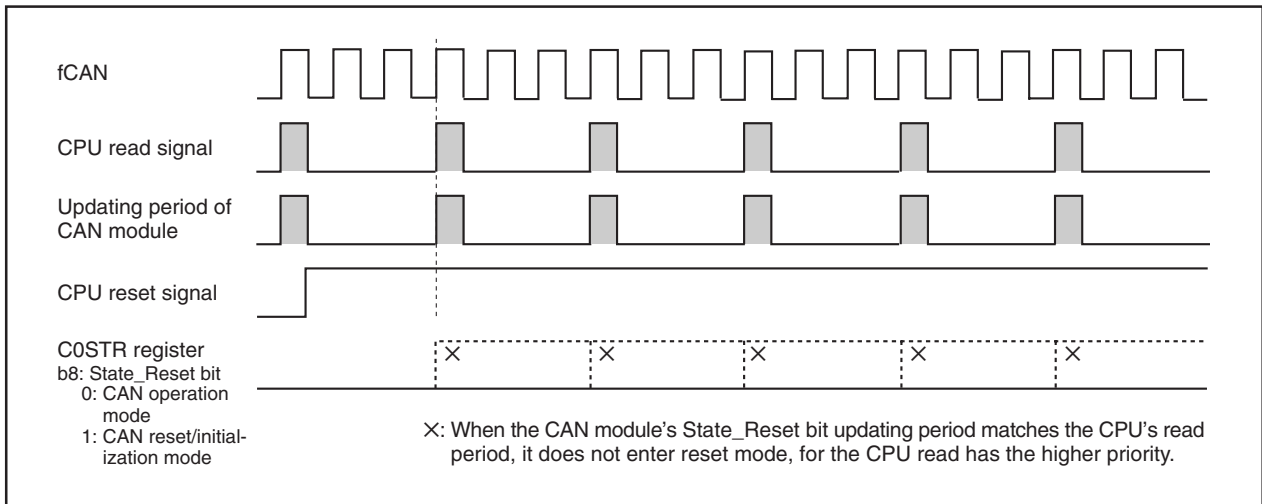 fCAN
CPU read signal
Updating period of
CAN module
CPU reset signal
C0STR register
b8: State_Reset bit
0: CAN operation
mode
1: CAN reset/initial-
ization mode
✕: When the CAN module's State_Reset bit updating period matches the CPU's read
period, it does not enter reset mode, for the CPU read has the higher priority.